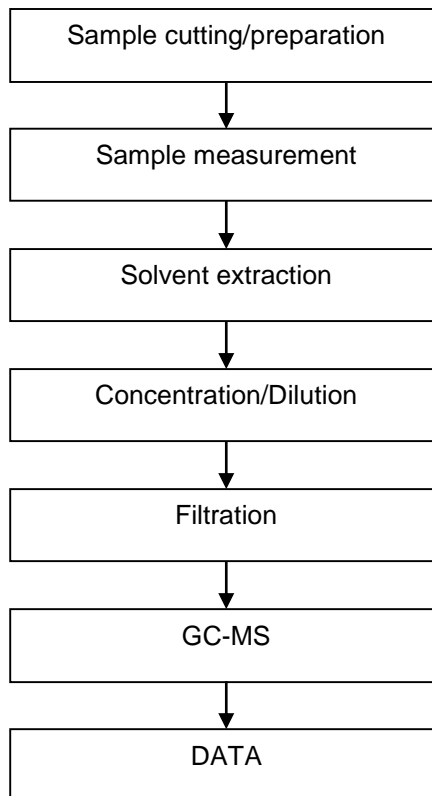 Sample cutting/preparation
Sample measurement
Solvent extraction
Concentration/Dilution
Filtration
GC-MS
DATA